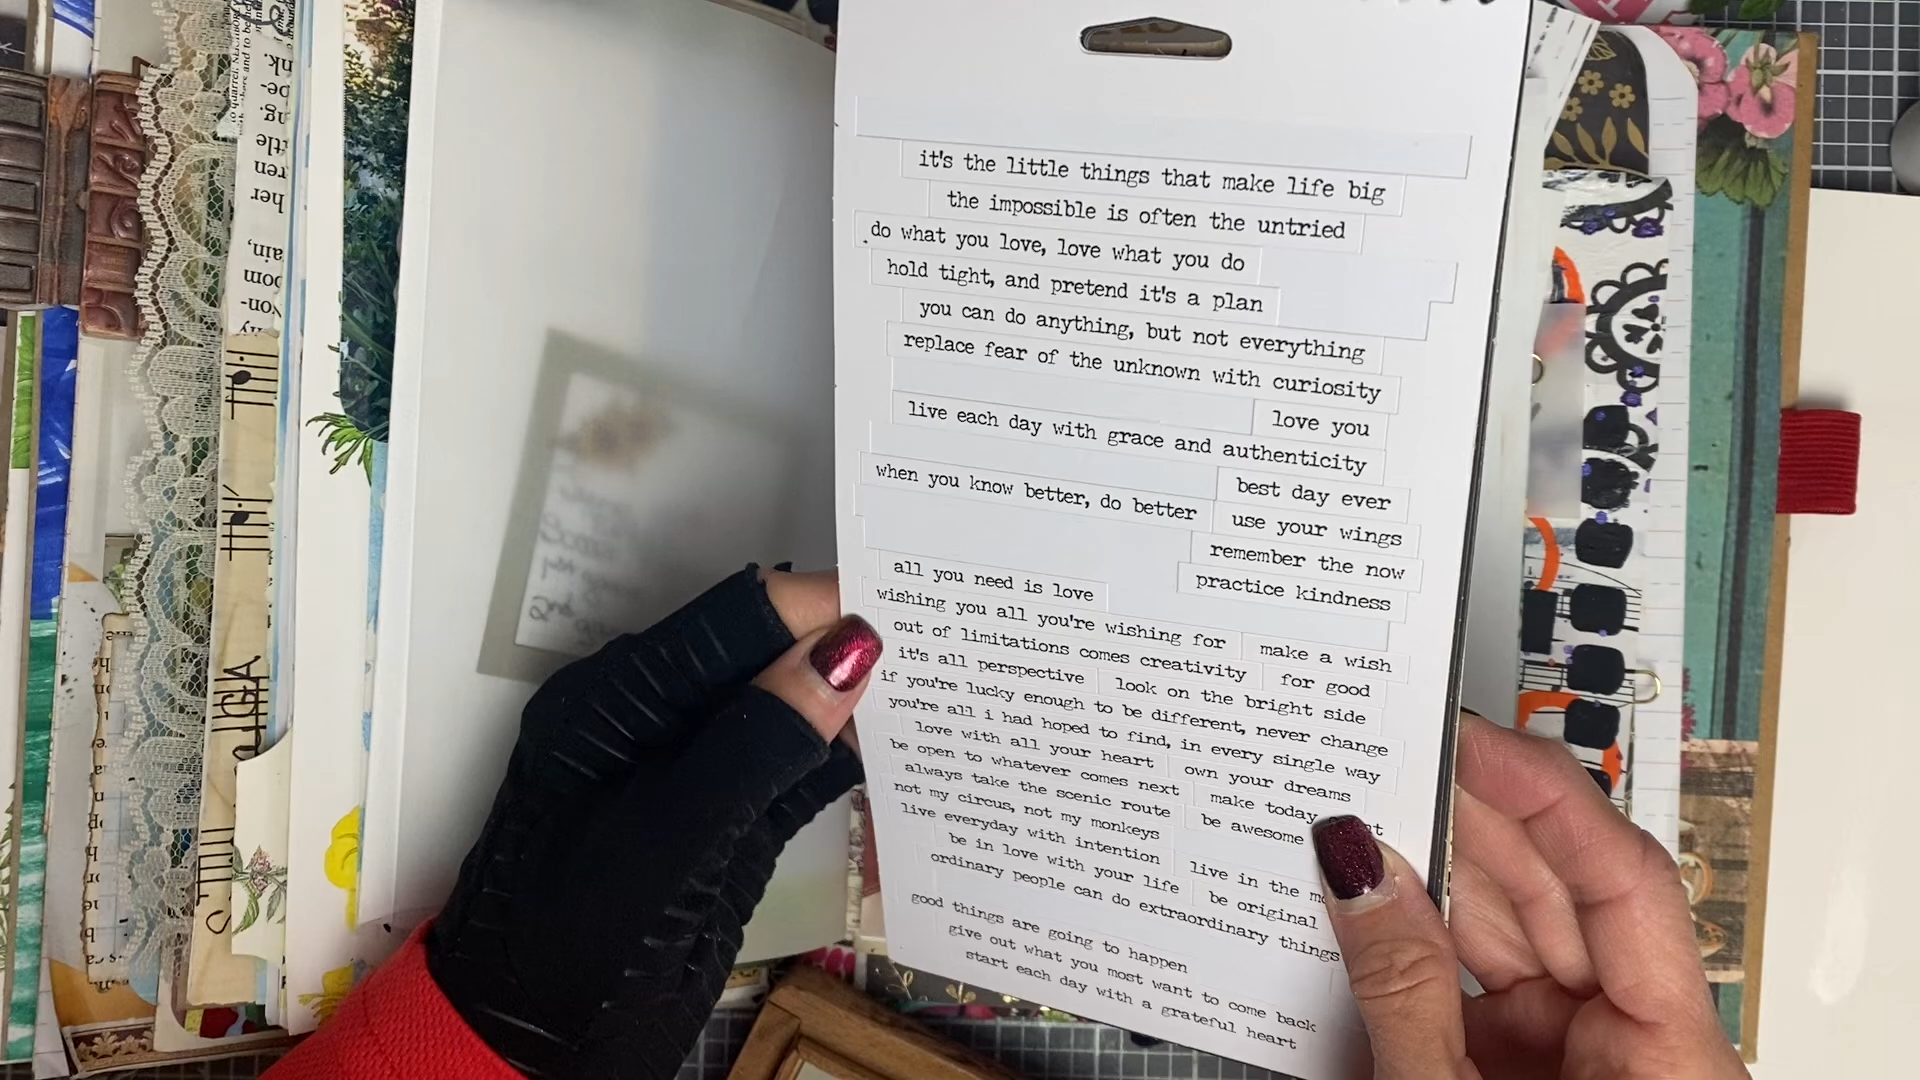 it's the little things that make life big
the impossible is often the untried
do what you love, love what you do
hold tight, and pretend it's a plan
you can do anything, but not everything
replace fear of the unknown with curiosity
love you
live each day with grace and authenticity
best day ever
when you know better, do better
use your wings
remember the now
practice kindness
all you need is love
wishing you all you're wishing for
make a wish
out of limitations comes creativity
for good
it's all perspective
look on the bright side
if you're lucky enough to be different, never change
you're all i had hoped to find, in every single way
love with all your heart
own your dreams
be open to whatever comes next
make today
always take the scenic route
be awesome
not my circus, not my monkeys
live everyday with intention
live in the
be in love with your life
be original
ordinary people can do extraordinary things
good things are going to happen
give out what you most want to come back
start each day with a grateful heart